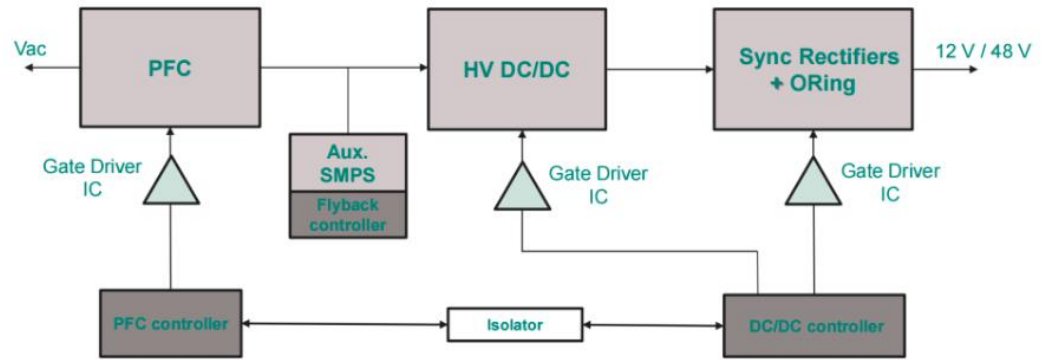 Vac
PFC
HV DC/DC
Sync Rectifiers
+ ORing
12 V / 48 V
Gate Driver
IC
Aux.
SMPS
Flyback
controller
Gate Driver
IC
Gate Driver
IC
PFC controller
Isolator
DC/DC controller